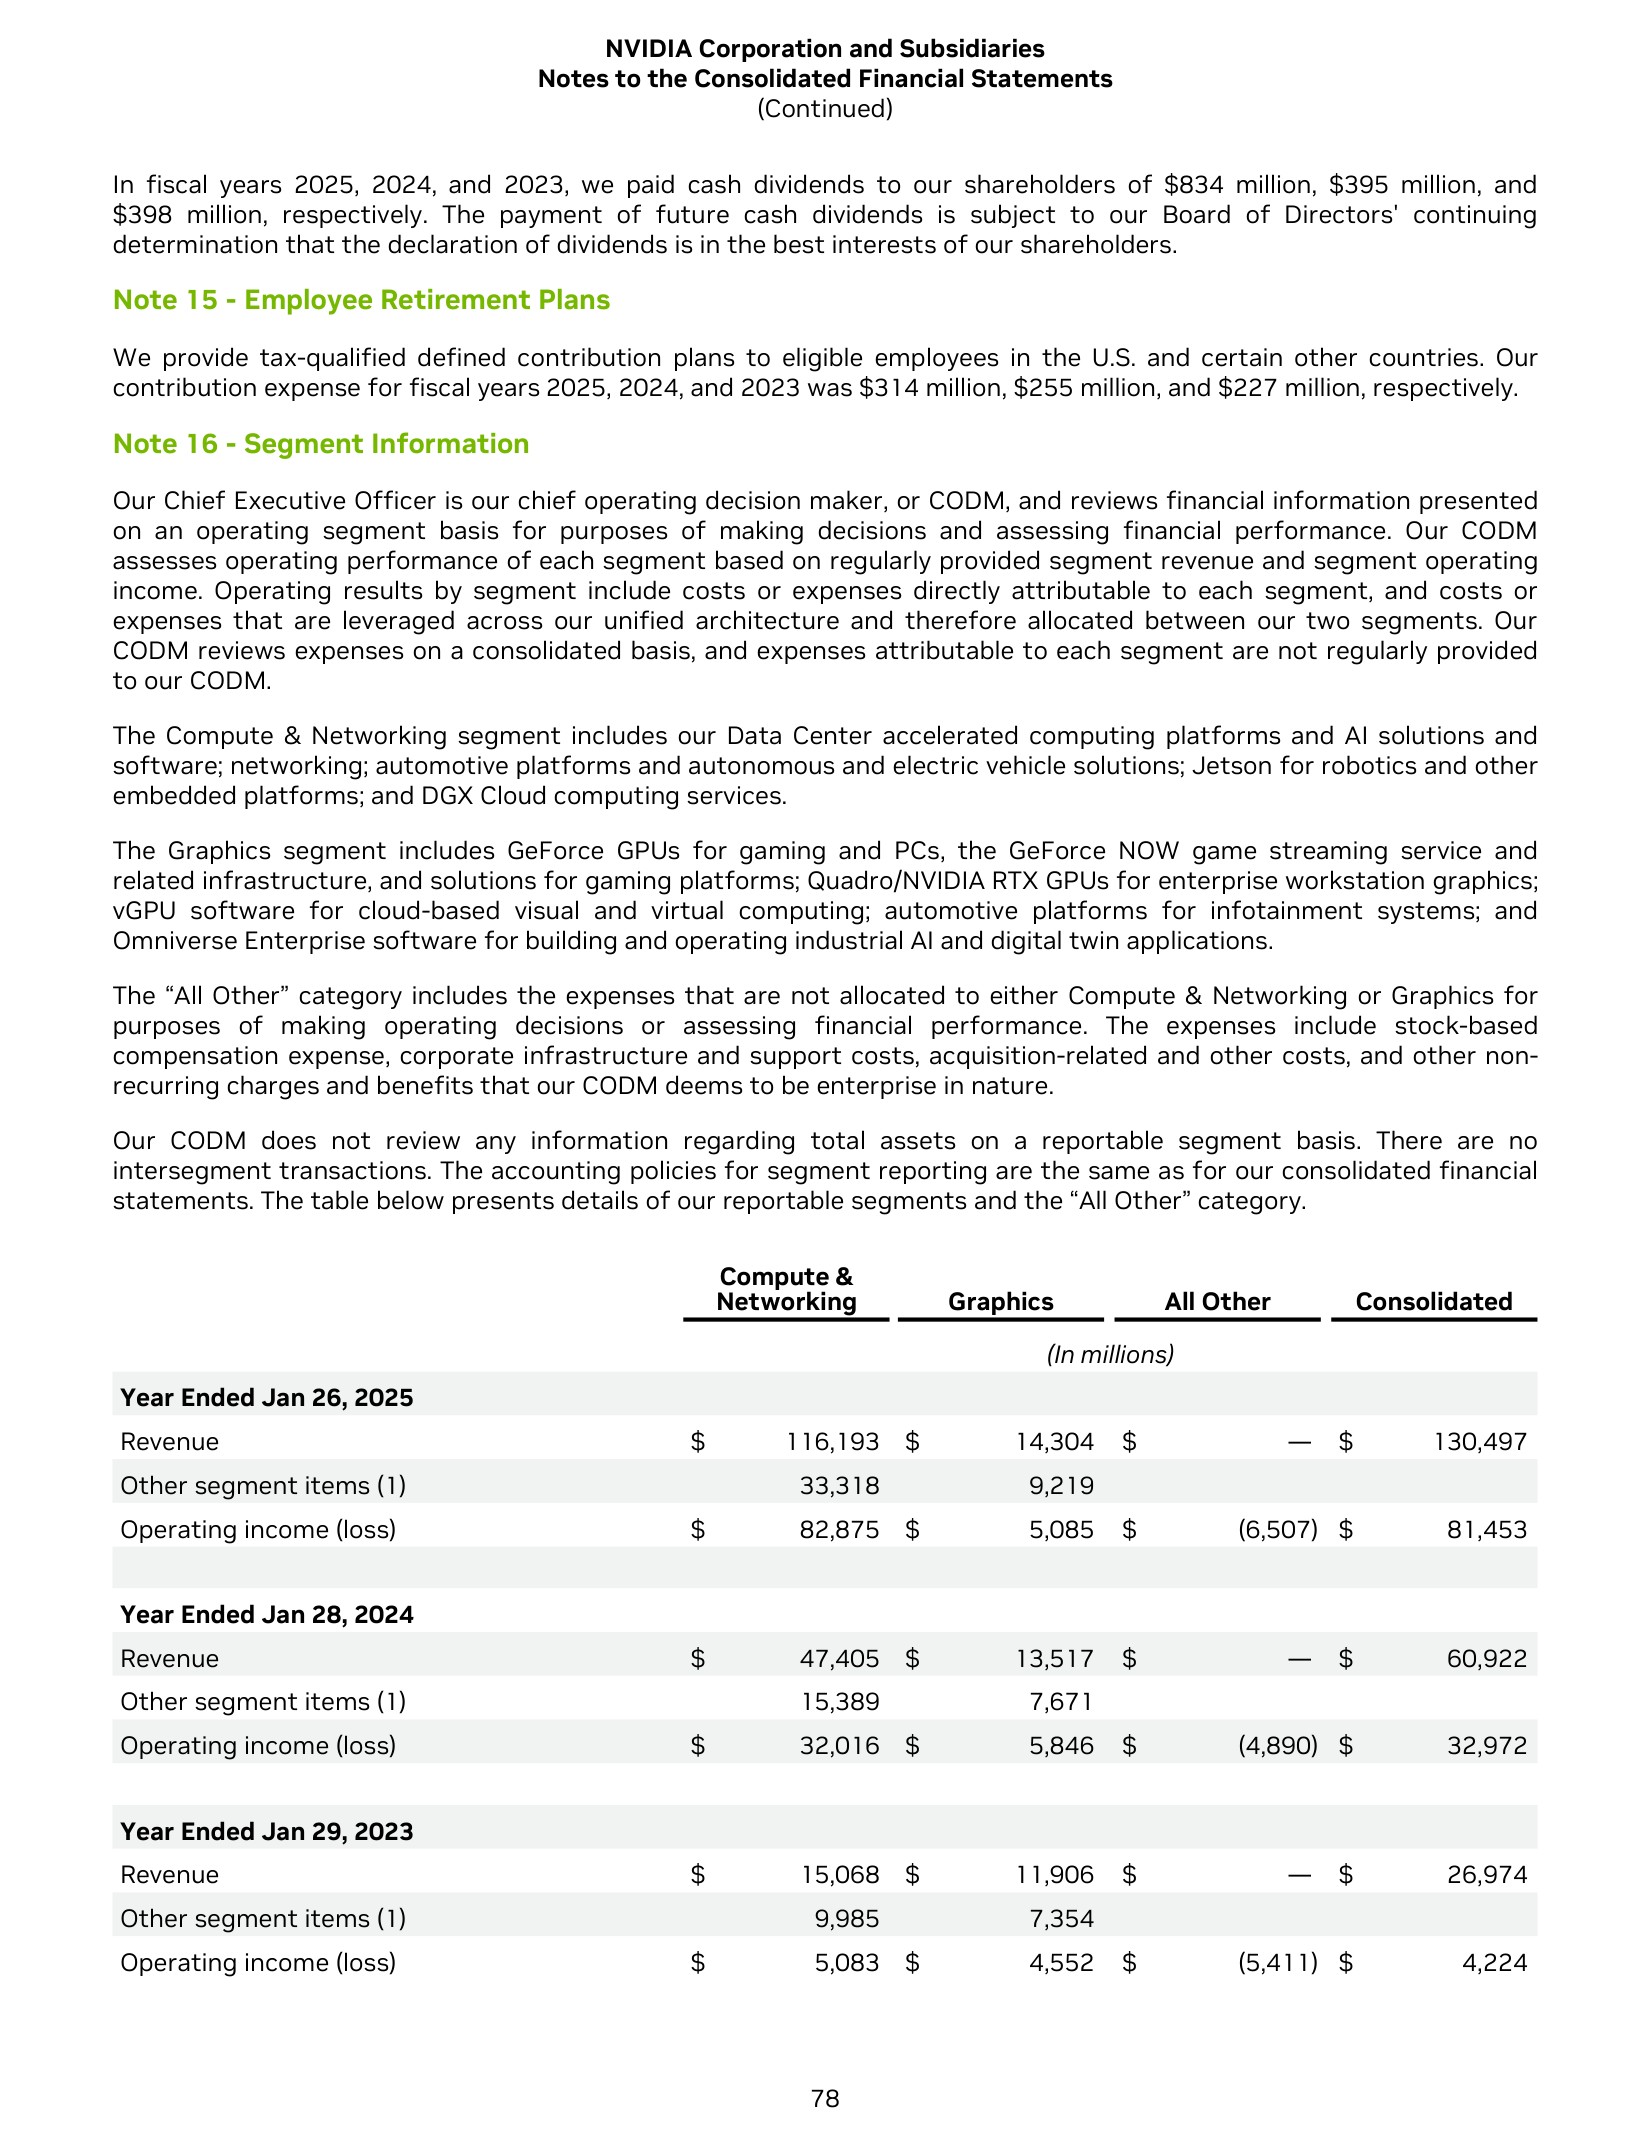 NVIDIA Corporation and Subsidiaries
Notes to the Consolidated Financial Statements
(Continued)
In fiscal years 2025, 2024, and 2023, we paid cash dividends to our shareholders of $834 million, $395 million, and
$398 million, respectively. The payment of future cash dividends is subject to our Board of Directors' continuing
determination that the declaration of dividends is in the best interests of our shareholders.
Note 15 - Employee Retirement Plans
We provide tax-qualified defined contribution plans to eligible employees in the U.S. and certain other countries. Our
contribution expense for fiscal years 2025, 2024, and 2023 was $314 million, $255 million, and $227 million, respectively.
Note 16 - Segment Information
Our Chief Executive Officer is our chief operating decision maker, or CODM, and reviews financial information presented
on an operating segment basis for purposes of making decisions and assessing financial performance. Our CODM
assesses operating performance of each segment based on regularly provided segment revenue and segment operating
income. Operating results by segment include costs or expenses directly attributable to each segment, and costs or
expenses that are leveraged across our unified architecture and therefore allocated between our two segments. Our
CODM reviews expenses on a consolidated basis, and expenses attributable to each segment are not regularly provided
to our CODM.
The Compute & Networking segment includes our Data Center accelerated computing platforms and AI solutions and
software; networking; automotive platforms and autonomous and electric vehicle solutions; Jetson for robotics and other
embedded platforms; and DGX Cloud computing services.
The Graphics segment includes GeForce GPUs for gaming and PCs, the GeForce NOW game streaming service and
related infrastructure, and solutions for gaming platforms; Quadro/NVIDIA RTX GPUs for enterprise workstation graphics;
vGPU software for cloud-based visual and virtual computing; automotive platforms for infotainment systems; and
Omniverse Enterprise software for building and operating industrial AI and digital twin applications.
The “All Other” category includes the expenses that are not allocated to either Compute & Networking or Graphics for
purposes of making operating decisions or assessing financial performance. The expenses include stock-based
compensation expense, corporate infrastructure and support costs, acquisition-related and other costs, and other non-
recurring charges and benefits that our CODM deems to be enterprise in nature.
Our CODM does not review any information regarding total assets on a reportable segment basis. There are no
intersegment transactions. The accounting policies for segment reporting are the same as for our consolidated financial
statements. The table below presents details of our reportable segments and the “All Other” category.
Compute &
Networking Graphics All Other Consolidated
(In millions)
Year Ended Jan 26, 2025
Revenue $ 116,193 $ 14,304 $ — $ 130,497
Other segment items (1) 33,318 9,219
Operating income (loss) $ 82,875 $ 5,085 $ (6,507) $ 81,453
Year Ended Jan 28, 2024
Revenue $ 47,405 $ 13,517 $ — $ 60,922
Other segment items (1) 15,389 7,671
Operating income (loss) $ 32,016 $ 5,846 $ (4,890) $ 32,972
Year Ended Jan 29, 2023
Revenue $ 15,068 $ 11,906 $ — $ 26,974
Other segment items (1) 9,985 7,354
Operating income (loss) $ 5,083 $ 4,552 $ (5,411) $ 4,224
78